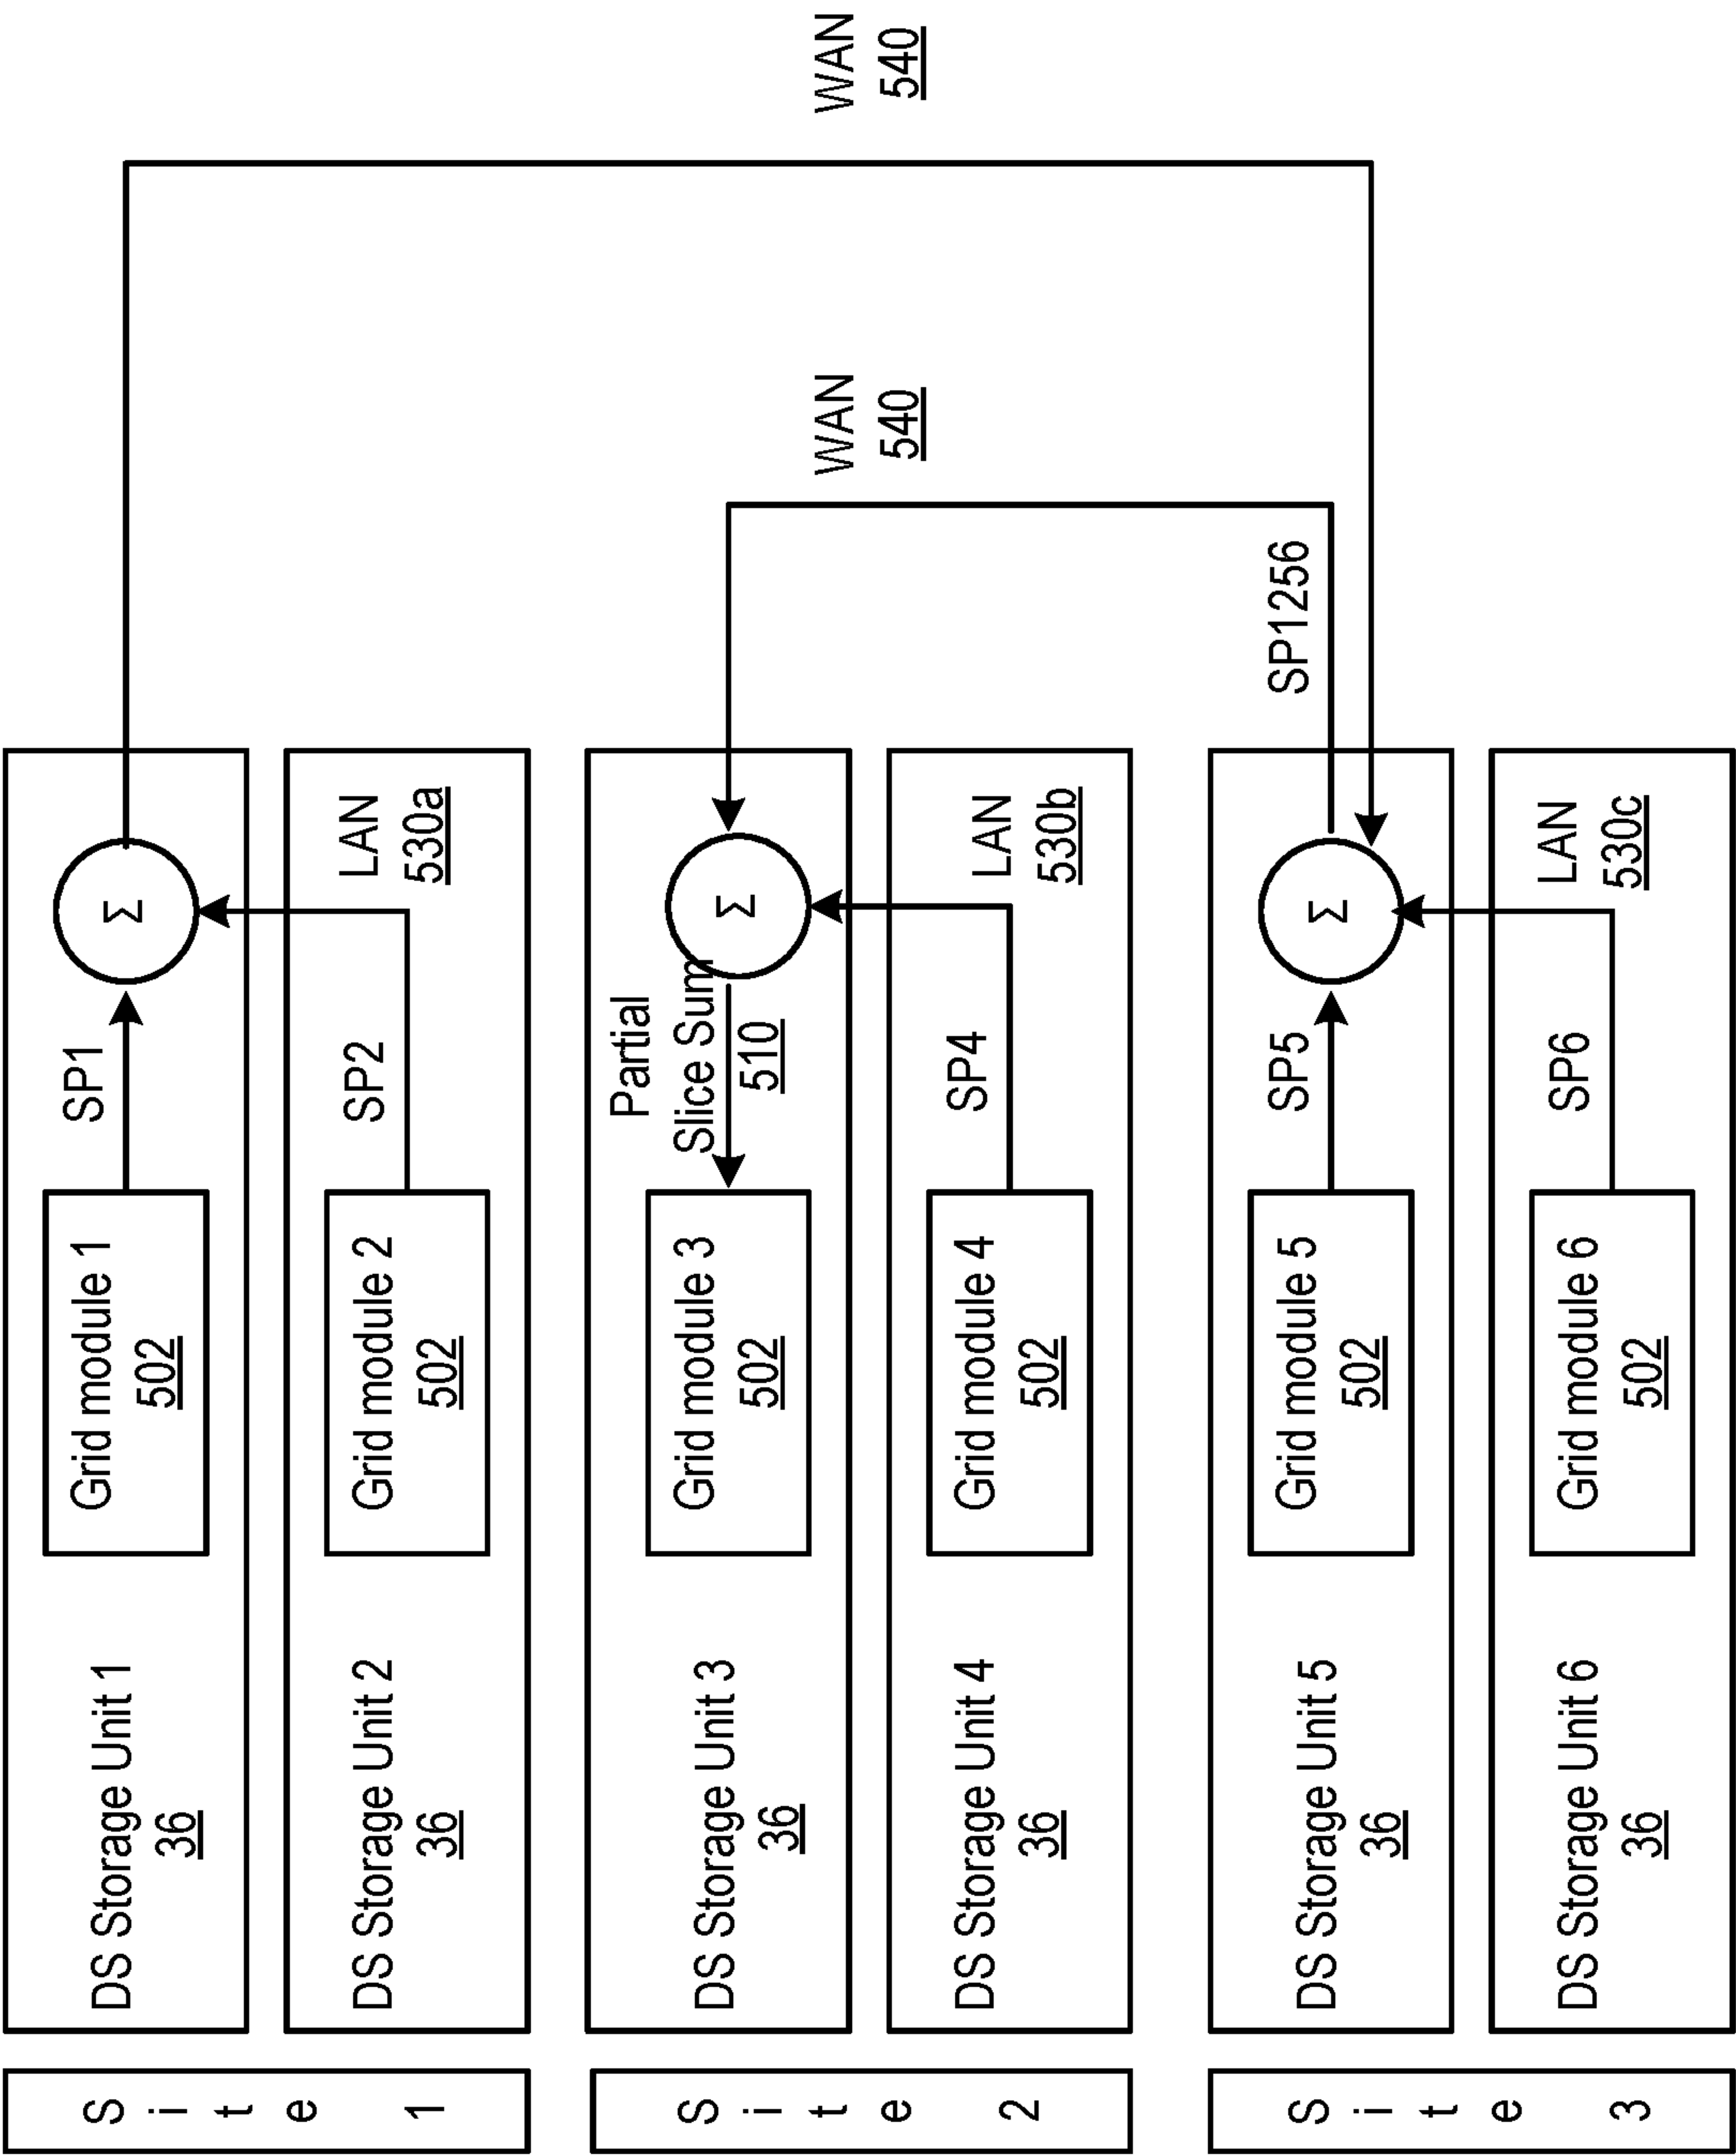 Site 1
DS Storage Unit 1
36
Grid module 1
502
SP1
Σ
DS Storage Unit 2
36
Grid module 2
502
SP2
LAN
530a
Site 2
DS Storage Unit 3
36
Grid module 3
502
Partial
Slice Sum
510
Σ
DS Storage Unit 4
36
Grid module 4
502
SP4
LAN
530b
Site 3
DS Storage Unit 5
36
Grid module 5
502
SP5
Σ
SP1256
DS Storage Unit 6
36
Grid module 6
502
SP6
LAN
530c
WAN
540
WAN
540